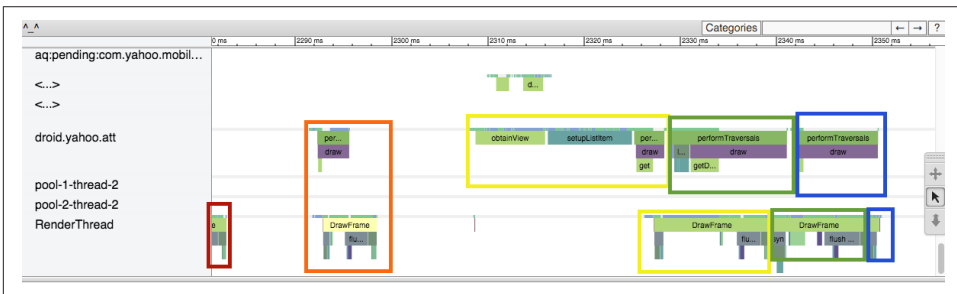 ^_^ Categories ← → ?
0 ms 2290 ms 2300 ms 2310 ms 2320 ms 2330 ms 2340 ms 2350 ms
aq:pending:com.yahoo.mobil...
<...> d...
<...>
droid.yahoo.att per... obtainView setupListItem per... performTraversals performTraversals
draw draw l... draw draw
get getD...
pool-1-thread-2
pool-2-thread-2
RenderThread e DrawFrame DrawFrame DrawFrame
flu... flu... syn flush ...